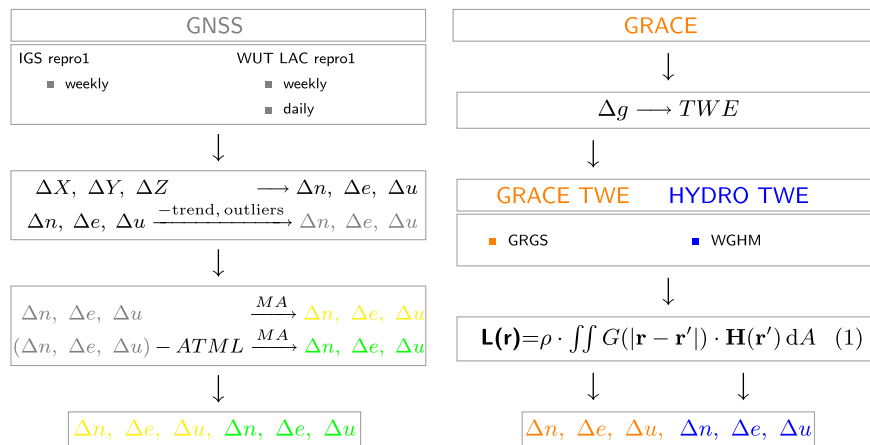 GNSS
IGS repro1
weekly
WUT LAC repro1
weekly
daily
ΔX, ΔY, ΔZ ⟶ Δn, Δe, Δu
Δn, Δe, Δu −trend, outliers⟶ Δn, Δe, Δu
Δn, Δe, Δu MA⟶ Δn, Δe, Δu
(Δn, Δe, Δu) − ATML MA⟶ Δn, Δe, Δu
Δn, Δe, Δu, Δn, Δe, Δu
GRACE
Δg ⟶ TWE
GRACE TWE HYDRO TWE
GRGS WGHM
L(r)=ρ · ∬ G(|r − r′|) · H(r′) dA (1)
Δn, Δe, Δu, Δn, Δe, Δu